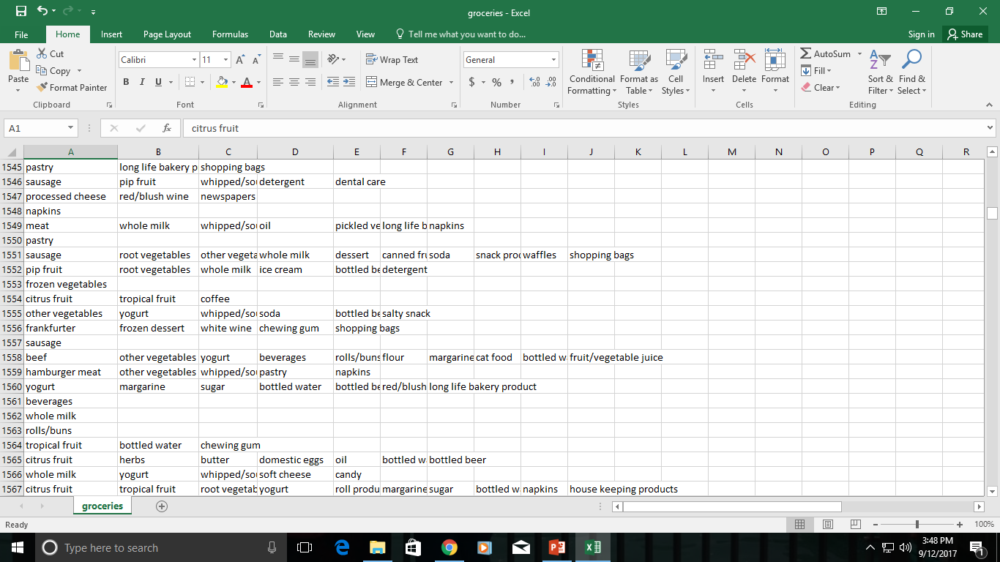 groceries - Excel
File Home Insert Page Layout Formulas Data Review View Tell me what you want to do... Sign in Share
Paste Cut Copy Format Painter Clipboard
Calibri 11 A A B I U A Font
Wrap Text Merge & Center Alignment
General $ % , .0 .00 .00 .0 Number
Conditional Formatting Format as Table Cell Styles Styles
Insert Delete Format Cells
AutoSum Fill Clear Sort & Filter Find & Select Editing
A1 fx citrus fruit
A B C D E F G H I J K L M N O P Q R
1545 pastry long life bakery p shopping bags
1546 sausage pip fruit whipped/sou detergent dental care
1547 processed cheese red/blush wine newspapers
1548 napkins
1549 meat whole milk whipped/sou oil pickled ve long life b napkins
1550 pastry
1551 sausage root vegetables other vegeta whole milk dessert canned fru soda snack prod waffles shopping bags
1552 pip fruit root vegetables whole milk ice cream bottled be detergent
1553 frozen vegetables
1554 citrus fruit tropical fruit coffee
1555 other vegetables yogurt whipped/sou soda bottled be salty snack
1556 frankfurter frozen dessert white wine chewing gum shopping bags
1557 sausage
1558 beef other vegetables yogurt beverages rolls/buns flour margarine cat food bottled w fruit/vegetable juice
1559 hamburger meat other vegetables whipped/sou pastry napkins
1560 yogurt margarine sugar bottled water bottled be red/blush long life bakery product
1561 beverages
1562 whole milk
1563 rolls/buns
1564 tropical fruit bottled water chewing gum
1565 citrus fruit herbs butter domestic eggs oil bottled w bottled beer
1566 whole milk yogurt whipped/sou soft cheese candy
1567 citrus fruit tropical fruit root vegetab yogurt roll produ margarine sugar bottled w napkins house keeping products
groceries
Ready 100%
Type here to search 3:48 PM
9/12/2017 1